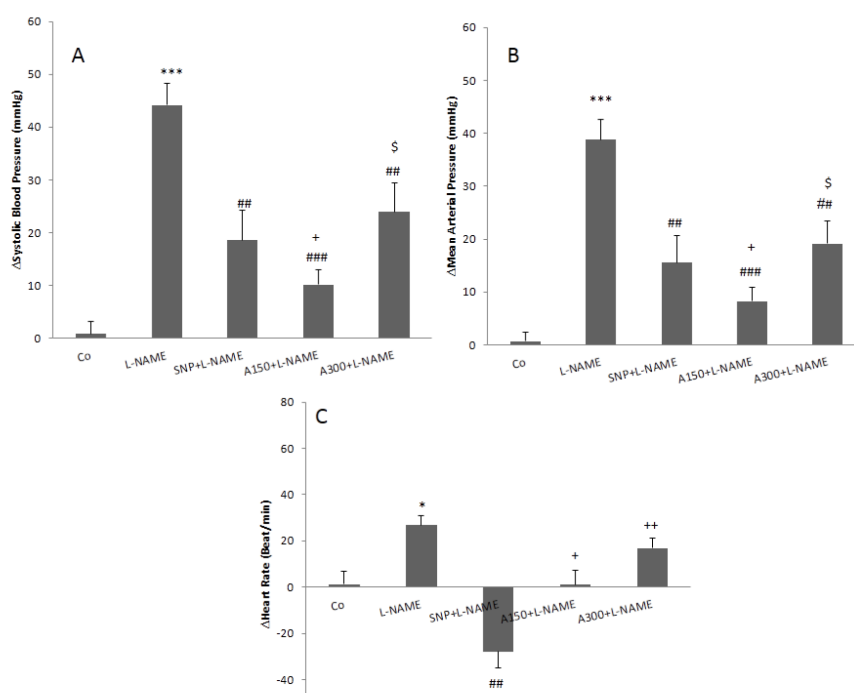 A
ΔSystolic Blood Pressure (mmHg)
60
50
40
30
20
10
0
***
##
+
###
$
##
Co
L-NAME
SNP+L-NAME
A150+L-NAME
A300+L-NAME
B
ΔMean Arterial Pressure (mmHg)
60
50
40
30
20
10
0
***
##
+
###
$
##
Co
L-NAME
SNP+L-NAME
A150+L-NAME
A300+L-NAME
C
ΔHeart Rate (Beat/min)
80
60
40
20
0
-20
-40
*
##
+
++
Co
L-NAME
SNP+L-NAME
A150+L-NAME
A300+L-NAME